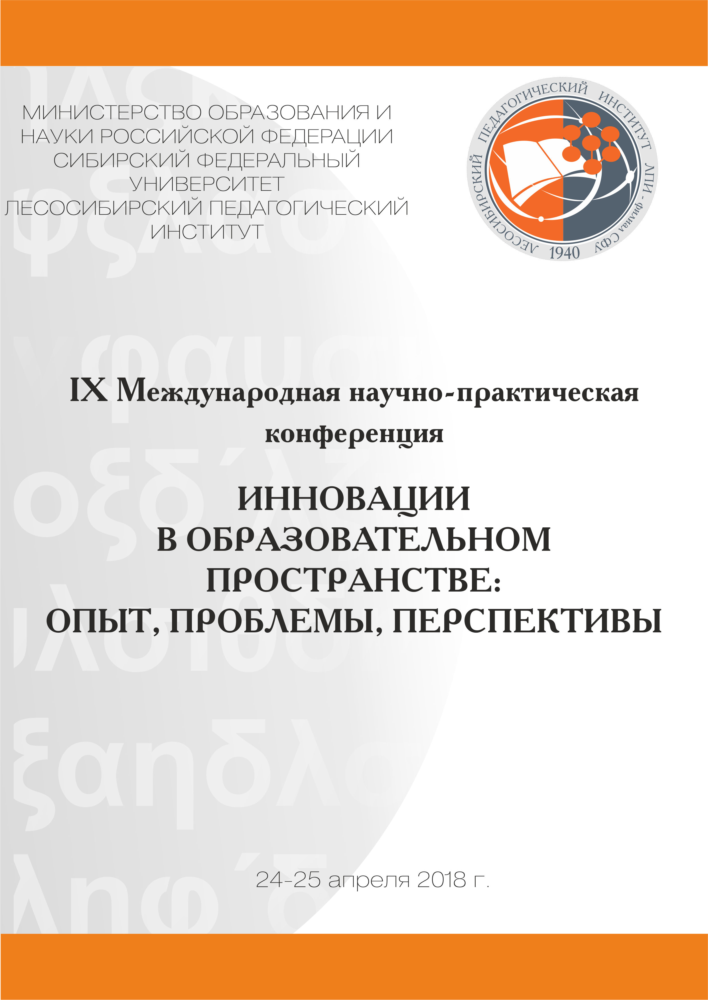 МИНИСТЕРСТВО ОБРАЗОВАНИЯ И
НАУКИ РОССИЙСКОЙ ФЕДЕРАЦИИ
СИБИРСКИЙ ФЕДЕРАЛЬНЫЙ
УНИВЕРСИТЕТ
ЛЕСОСИБИРСКИЙ ПЕДАГОГИЧЕСКИЙ
ИНСТИТУТ
ЛЕСОСИБИРСКИЙ ПЕДАГОГИЧЕСКИЙ ИНСТИТУТ ЛПИ - филиал СФУ
1940
IX Международная научно-практическая
конференция
ИННОВАЦИИ
В ОБРАЗОВАТЕЛЬНОМ
ПРОСТРАНСТВЕ:
ОПЫТ, ПРОБЛЕМЫ, ПЕРСПЕКТИВЫ
24-25 апреля 2018 г.